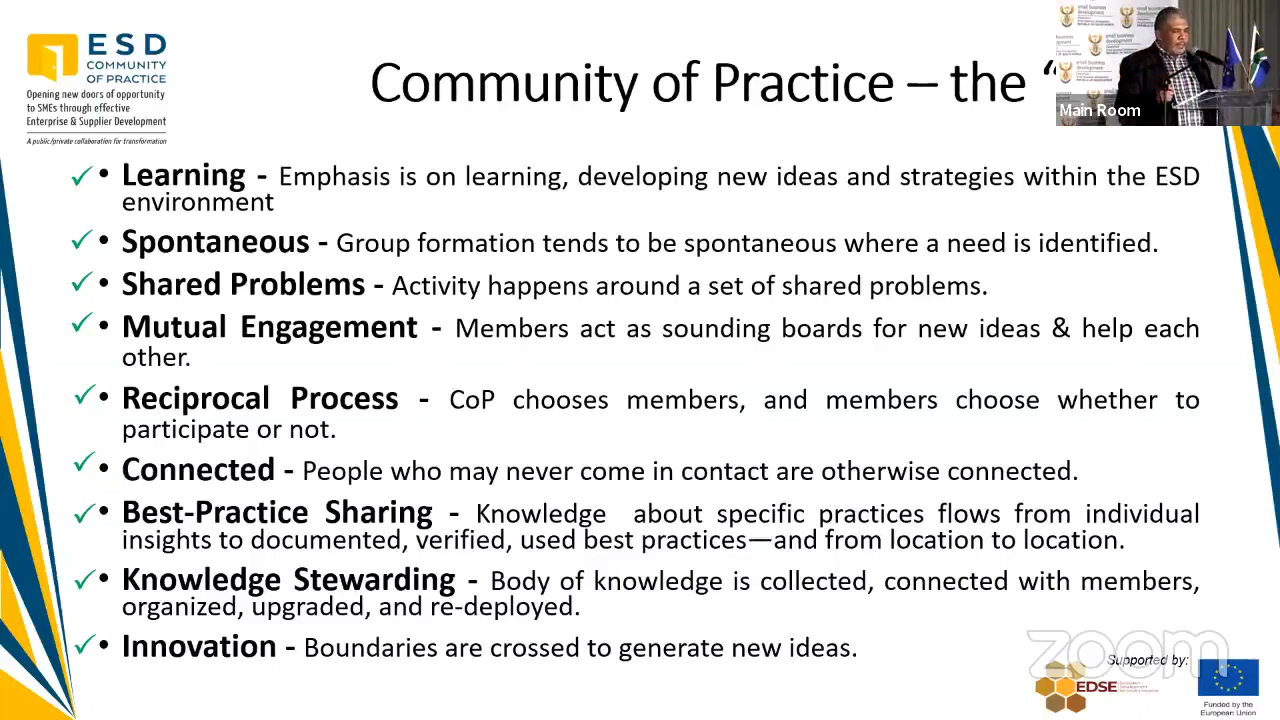 ESD
COMMUNITY
OF PRACTICE
Opening new doors of opportunity
to SMEs through effective
Enterprise & Supplier Development
A public/private collaboration for transformation
Community of Practice – the “
small business
development
Main Room
✓ • Learning - Emphasis is on learning, developing new ideas and strategies within the ESD
environment
✓ • Spontaneous - Group formation tends to be spontaneous where a need is identified.
✓ • Shared Problems - Activity happens around a set of shared problems.
✓ • Mutual Engagement - Members act as sounding boards for new ideas & help each
other.
✓ • Reciprocal Process - CoP chooses members, and members choose whether to
participate or not.
✓ • Connected - People who may never come in contact are otherwise connected.
✓ • Best-Practice Sharing - Knowledge about specific practices flows from individual
insights to documented, verified, used best practices—and from location to location.
✓ • Knowledge Stewarding - Body of knowledge is collected, connected with members,
organized, upgraded, and re-deployed.
✓ • Innovation - Boundaries are crossed to generate new ideas.
zoom
Supported by:
EDSE
Funded by the
European Union